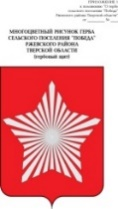 ПРИЛОЖЕНИЕ 1
МНОГОЦВЕТНЫЙ РИСУНОК ГЕРБА
СЕЛЬСКОГО ПОСЕЛЕНИЯ "ПОБЕДА"
РЖЕВСКОГО РАЙОНА
ТВЕРСКОЙ ОБЛАСТИ
(гербовый щит)